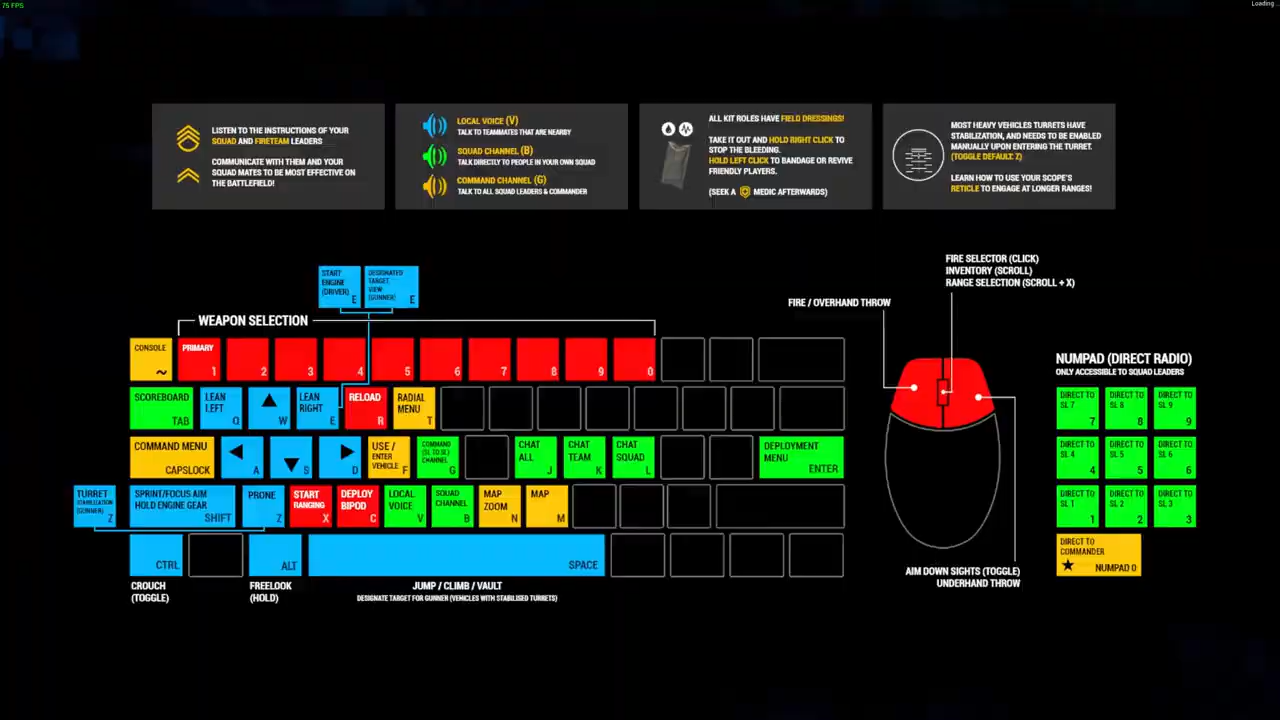 75 FPS
Loading
LISTEN TO THE INSTRUCTIONS OF YOUR
SQUAD AND FIRETEAM LEADERS
COMMUNICATE WITH THEM AND YOUR
SQUAD MATES TO BE MOST EFFECTIVE ON
THE BATTLEFIELD!
LOCAL VOICE (V)
TALK TO TEAMMATES THAT ARE NEARBY
SQUAD CHANNEL (B)
TALK DIRECTLY TO PEOPLE IN YOUR OWN SQUAD
COMMAND CHANNEL (G)
TALK TO ALL SQUAD LEADERS & COMMANDER
ALL KIT ROLES HAVE FIELD DRESSINGS!
TAKE IT OUT AND HOLD RIGHT CLICK TO
STOP THE BLEEDING.
HOLD LEFT CLICK TO BANDAGE OR REVIVE
FRIENDLY PLAYERS.
(SEEK A MEDIC AFTERWARDS)
MOST HEAVY VEHICLES TURRETS HAVE
STABILIZATION, AND NEEDS TO BE ENABLED
MANUALLY UPON ENTERING THE TURRET.
(TOGGLE DEFAULT: Z)
LEARN HOW TO USE YOUR SCOPE'S
RETICLE TO ENGAGE AT LONGER RANGES!
START
ENGINE
(DRIVER)
E
DESIGNATED
TARGET
VIEW
(GUNNER)
E
WEAPON SELECTION
CONSOLE
~
PRIMARY
1
2
3
4
5
6
7
8
9
0
SCOREBOARD
TAB
LEAN
LEFT
Q
W
LEAN
RIGHT
E
RELOAD
R
RADIAL
MENU
T
COMMAND MENU
CAPSLOCK
A
S
D
USE /
ENTER
VEHICLE
F
COMMAND
(SL TO SL)
CHANNEL
G
CHAT
ALL
J
CHAT
TEAM
K
CHAT
SQUAD
L
DEPLOYMENT
MENU
ENTER
TURRET
STABILIZATION
(GUNNER)
Z
SPRINT/FOCUS AIM
HOLD ENGINE GEAR
SHIFT
PRONE
Z
START
RANGING
X
DEPLOY
BIPOD
C
LOCAL
VOICE
V
SQUAD
CHANNEL
B
MAP
ZOOM
N
MAP
M
CTRL
ALT
SPACE
CROUCH
(TOGGLE)
FREELOOK
(HOLD)
JUMP / CLIMB / VAULT
DESIGNATE TARGET FOR GUNNER (VEHICLES WITH STABILISED TURRETS)
FIRE SELECTOR (CLICK)
INVENTORY (SCROLL)
RANGE SELECTION (SCROLL + X)
FIRE / OVERHAND THROW
AIM DOWN SIGHTS (TOGGLE)
UNDERHAND THROW
NUMPAD (DIRECT RADIO)
ONLY ACCESSIBLE TO SQUAD LEADERS
DIRECT TO
SL 7
7
DIRECT TO
SL 8
8
DIRECT TO
SL 9
9
DIRECT TO
SL 4
4
DIRECT TO
SL 5
5
DIRECT TO
SL 6
6
DIRECT TO
SL 1
1
DIRECT TO
SL 2
2
DIRECT TO
SL 3
3
DIRECT TO
COMMANDER
NUMPAD 0